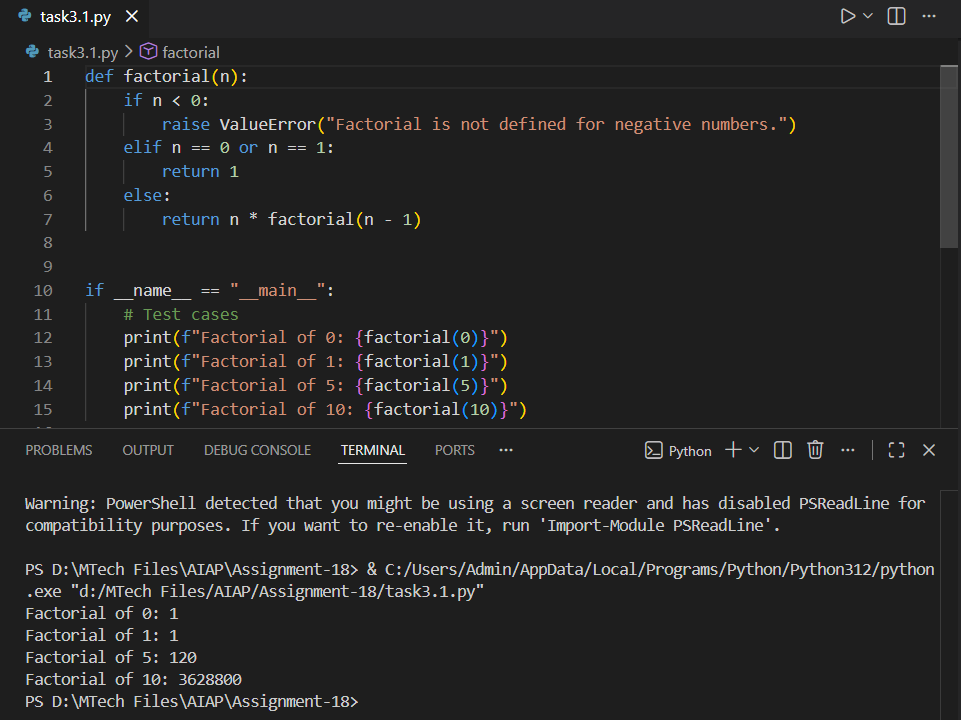 task3.1.py
task3.1.py > factorial
1 def factorial(n):
2     if n < 0:
3         raise ValueError("Factorial is not defined for negative numbers.")
4     elif n == 0 or n == 1:
5         return 1
6     else:
7         return n * factorial(n - 1)
8
9
10 if __name__ == "__main__":
11     # Test cases
12     print(f"Factorial of 0: {factorial(0)}")
13     print(f"Factorial of 1: {factorial(1)}")
14     print(f"Factorial of 5: {factorial(5)}")
15     print(f"Factorial of 10: {factorial(10)}")
PROBLEMS OUTPUT DEBUG CONSOLE TERMINAL PORTS ... Python
Warning: PowerShell detected that you might be using a screen reader and has disabled PSReadLine for
compatibility purposes. If you want to re-enable it, run 'Import-Module PSReadLine'.
PS D:\MTech Files\AIAP\Assignment-18> & C:/Users/Admin/AppData/Local/Programs/Python/Python312/python
.exe "d:/MTech Files/AIAP/Assignment-18/task3.1.py"
Factorial of 0: 1
Factorial of 1: 1
Factorial of 5: 120
Factorial of 10: 3628800
PS D:\MTech Files\AIAP\Assignment-18>